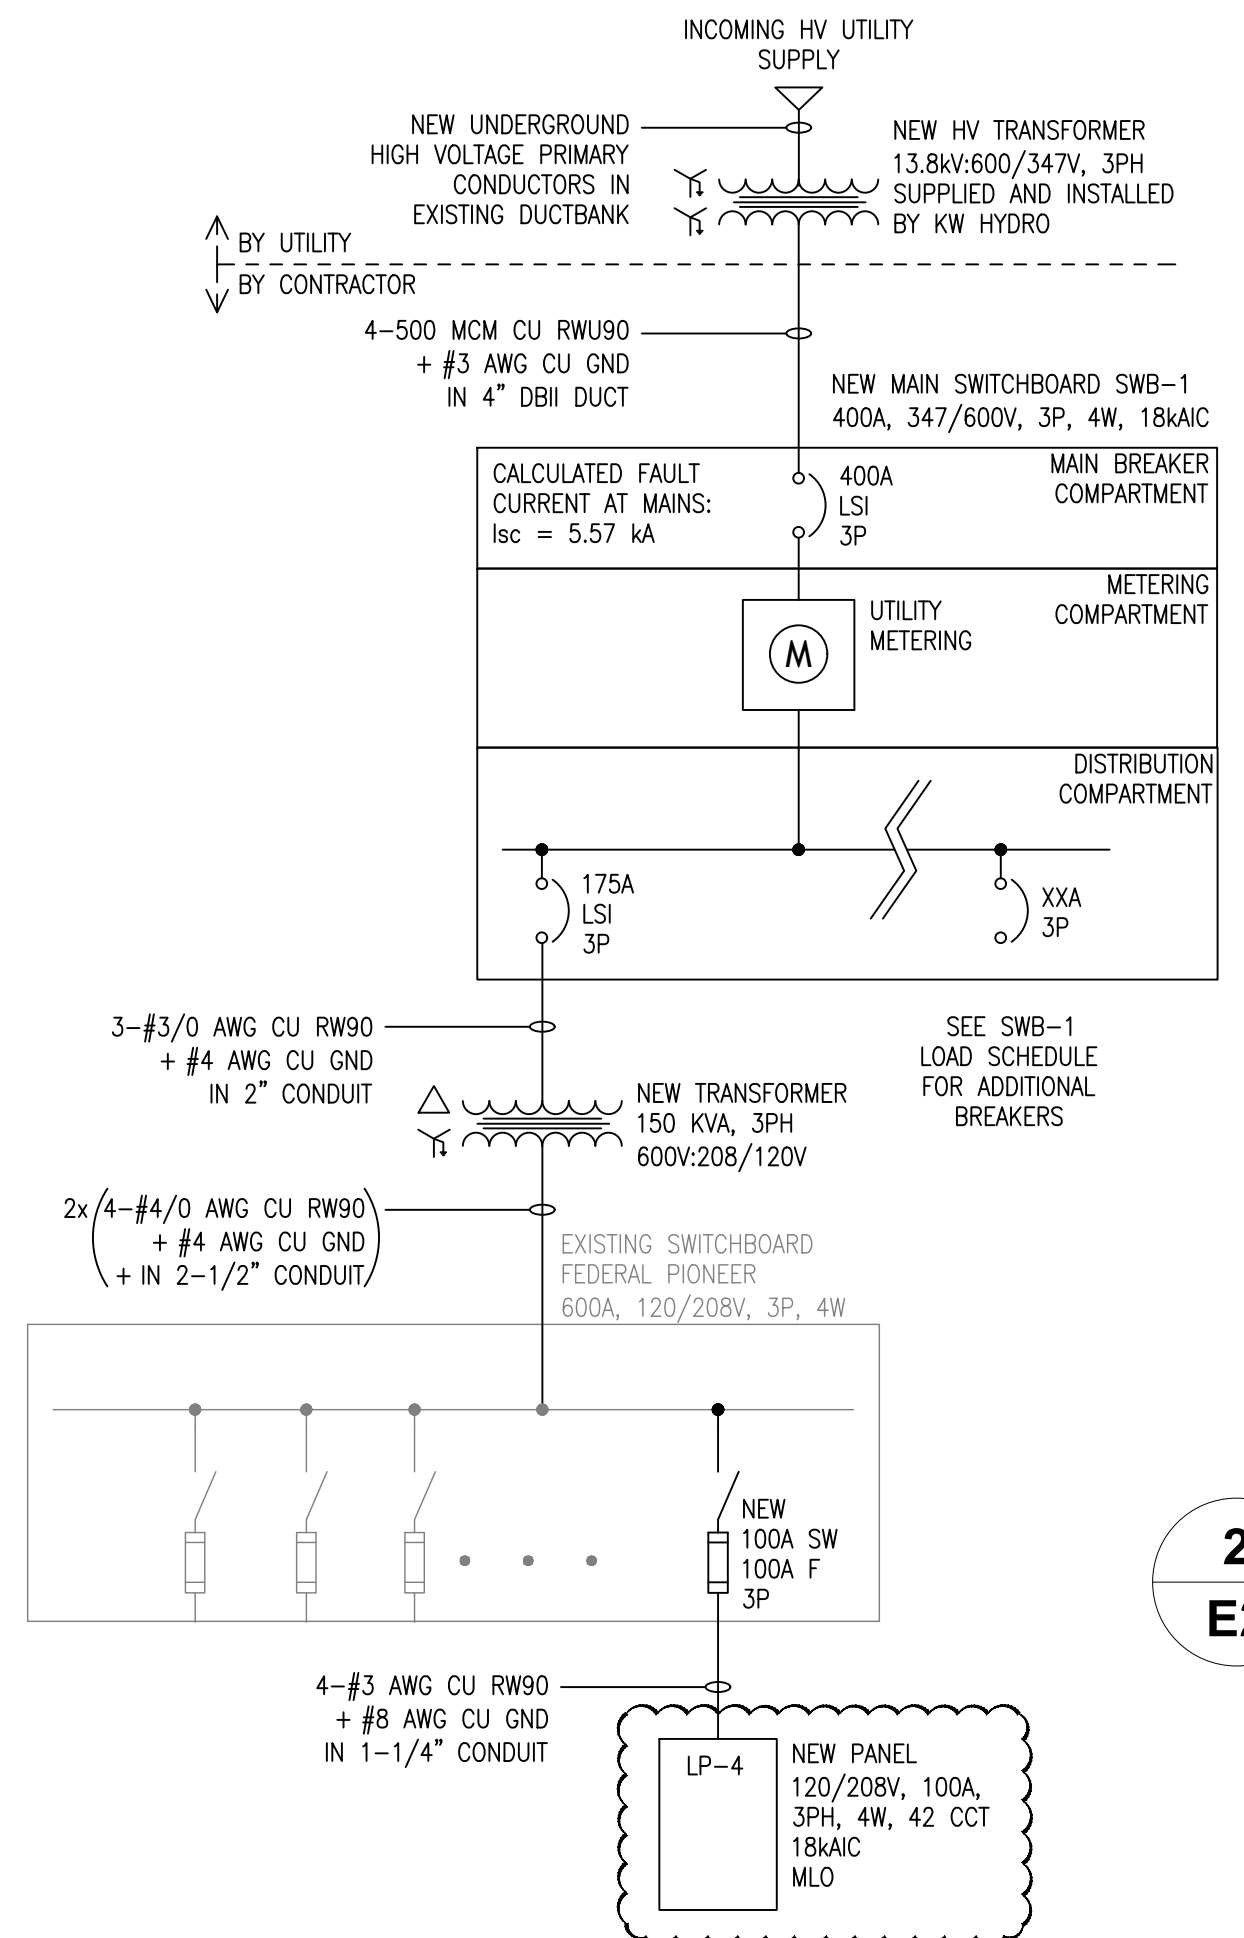 INCOMING HV UTILITY
SUPPLY
NEW UNDERGROUND
HIGH VOLTAGE PRIMARY
CONDUCTORS IN
EXISTING DUCTBANK
NEW HV TRANSFORMER
13.8kV:600/347V, 3PH
SUPPLIED AND INSTALLED
BY KW HYDRO
BY UTILITY
BY CONTRACTOR
4-500 MCM CU RWU90
+ #3 AWG CU GND
IN 4" DBII DUCT
NEW MAIN SWITCHBOARD SWB-1
400A, 347/600V, 3P, 4W, 18kAIC
CALCULATED FAULT
CURRENT AT MAINS:
Isc = 5.57 kA
400A
LSI
3P
MAIN BREAKER
COMPARTMENT
METERING
COMPARTMENT
UTILITY
METERING
M
DISTRIBUTION
COMPARTMENT
175A
LSI
3P
XXA
3P
3-#3/0 AWG CU RW90
+ #4 AWG CU GND
IN 2" CONDUIT
SEE SWB-1
LOAD SCHEDULE
FOR ADDITIONAL
BREAKERS
NEW TRANSFORMER
150 KVA, 3PH
600V:208/120V
2x(4-#4/0 AWG CU RW90
+ #4 AWG CU GND
+ IN 2-1/2" CONDUIT)
EXISTING SWITCHBOARD
FEDERAL PIONEER
600A, 120/208V, 3P, 4W
NEW
100A SW
100A F
3P
2
4-#3 AWG CU RW90
+ #8 AWG CU GND
IN 1-1/4" CONDUIT
LP-4
NEW PANEL
120/208V, 100A,
3PH, 4W, 42 CCT
18kAIC
MLO